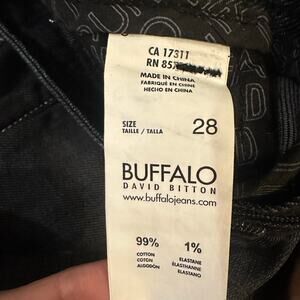 CA 17311
RN 85
MADE IN CHINA
FABRIQUÉ EN CHINE
HECHO EN CHINA
SIZE
TAILLE / TALLA
28
BUFFALO
DAVID BITTON
www.buffalojeans.com
99% 1%
COTTON ELASTANE
COTON ÉLASTHANNE
ALGODÓN ELASTANO